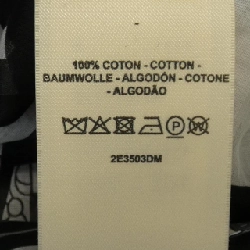 100% COTON - COTTON -
BAUMWOLLE - ALGODÓN - COTONE
- ALGODÃO
P
2E3503DM